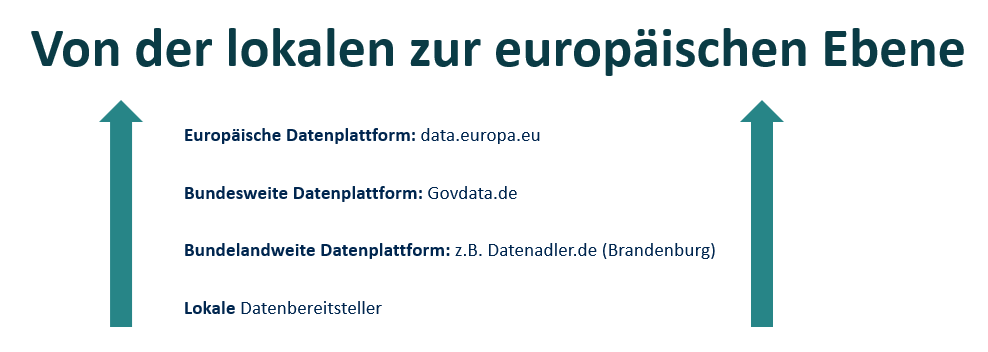 Von der lokalen zur europäischen Ebene
Europäische Datenplattform: data.europa.eu
Bundesweite Datenplattform: Govdata.de
Bundelandweite Datenplattform: z.B. Datenadler.de (Brandenburg)
Lokale Datenbereitsteller